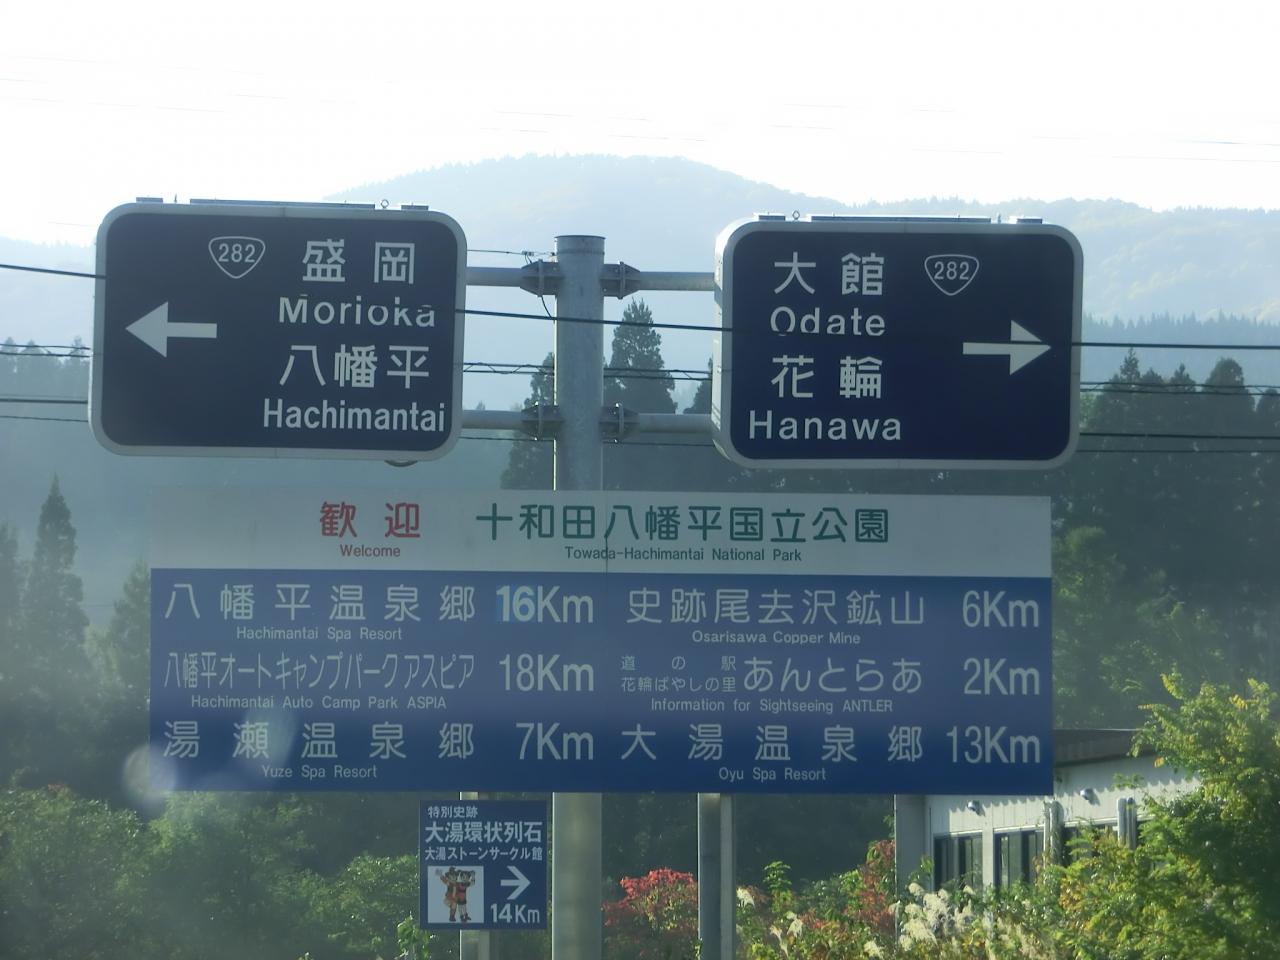 282 盛岡
Morioka
八幡平
Hachimantai
大館 282
Odate
花輪
Hanawa
歓迎 十和田八幡平国立公園
Welcome Towada-Hachimantai National Park
八幡平温泉郷 16Km
Hachimantai Spa Resort
八幡平オートキャンプパークアスピア 18Km
Hachimantai Auto Camp Park ASPIA
湯瀬温泉郷 7Km
Yuze Spa Resort
史跡尾去沢鉱山 6Km
Osarisawa Copper Mine
道の駅
花輪ばやしの里 あんとらあ 2Km
Information for Sightseeing ANTLER
大湯温泉郷 13Km
Oyu Spa Resort
特別史跡
大湯環状列石
大湯ストーンサークル館
14Km